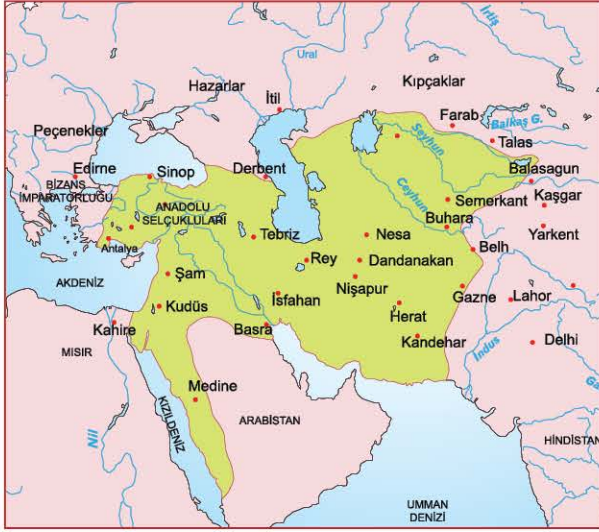 İrtiş
Ural
Hazarlar
İtil
Kıpçaklar
Farab
Balkaş G.
Peçenekler
Seyhun
Talas
Edirne
Sinop
Derbent
Balasagun
BİZANS
İMPARATORLUĞU
ANADOLU
SELÇUKLULARI
Ceyhun
Semerkant
Kaşgar
Buhara
Antalya
Tebriz
Nesa
Yarkent
Rey
Dandanakan
Belh
AKDENİZ
Şam
Nişapur
Gazne
Lahor
Kudüs
İsfahan
Herat
Kahire
Basra
Kandehar
İndus
Delhi
MISIR
Medine
Ga
KIZILDENİZ
ARABİSTAN
Nil
HİNDİSTAN
UMMAN
DENİZİ